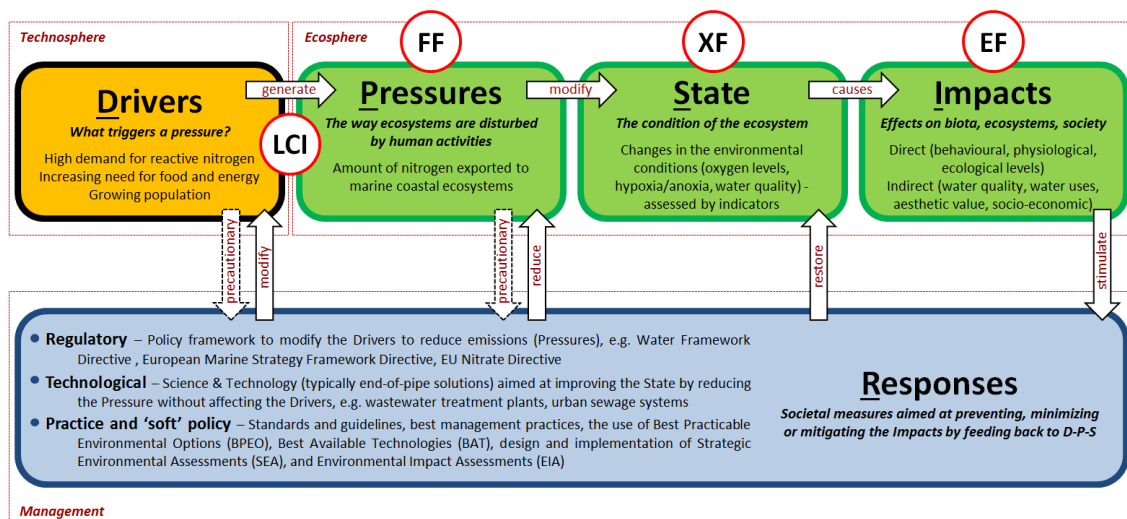 Technosphere
Ecosphere
FF
XF
EF
Drivers
What triggers a pressure?
High demand for reactive nitrogen
Increasing need for food and energy
Growing population
generate
LCI
Pressures
The way ecosystems are disturbed
by human activities
Amount of nitrogen exported to
marine coastal ecosystems
modify
State
The condition of the ecosystem
Changes in the environmental
conditions (oxygen levels,
hypoxia/anoxia, water quality) -
assessed by indicators
causes
Impacts
Effects on biota, ecosystems, society
Direct (behavioural, physiological,
ecological levels)
Indirect (water quality, water uses,
aesthetic value, socio-economic)
precautionary
modify
precautionary
reduce
restore
stimulate
• Regulatory – Policy framework to modify the Drivers to reduce emissions (Pressures), e.g. Water Framework
Directive , European Marine Strategy Framework Directive, EU Nitrate Directive
• Technological – Science & Technology (typically end-of-pipe solutions) aimed at improving the State by reducing
the Pressure without affecting the Drivers, e.g. wastewater treatment plants, urban sewage systems
• Practice and ‘soft’ policy – Standards and guidelines, best management practices, the use of Best Practicable
Environmental Options (BPEO), Best Available Technologies (BAT), design and implementation of Strategic
Environmental Assessments (SEA), and Environmental Impact Assessments (EIA)
Responses
Societal measures aimed at preventing, minimizing
or mitigating the Impacts by feeding back to D-P-S
Management